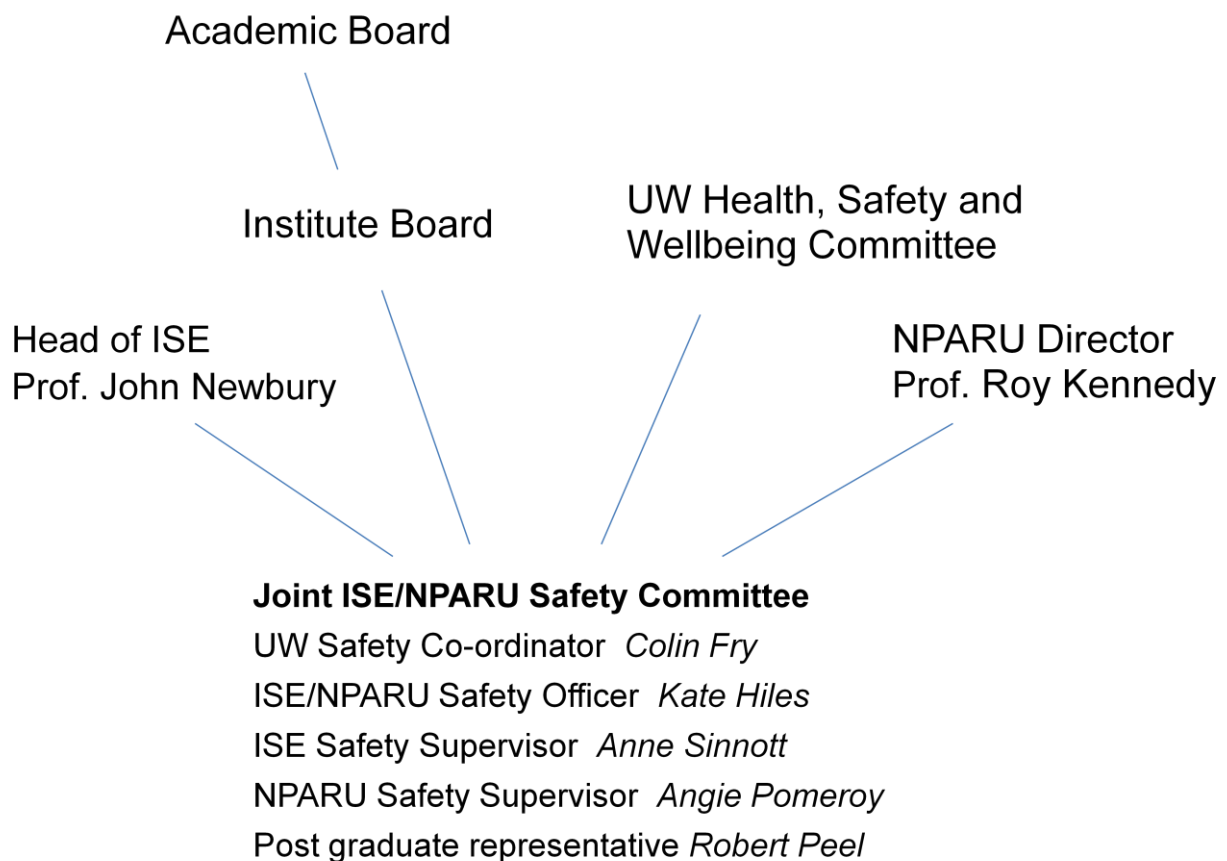 Academic Board
Institute Board
UW Health, Safety and
Wellbeing Committee
Head of ISE
Prof. John Newbury
NPARU Director
Prof. Roy Kennedy
Joint ISE/NPARU Safety Committee
UW Safety Co-ordinator Colin Fry
ISE/NPARU Safety Officer Kate Hiles
ISE Safety Supervisor Anne Sinnott
NPARU Safety Supervisor Angie Pomeroy
Post graduate representative Robert Peel